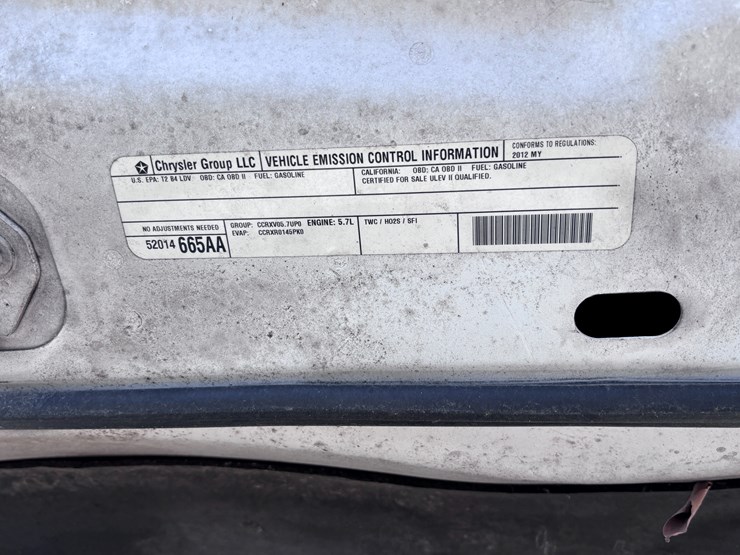 Chrysler Group LLC VEHICLE EMISSION CONTROL INFORMATION CONFORMS TO REGULATIONS:
2012 MY
U.S. EPA: T2 B4 LDV OBD: CA OBD II FUEL: GASOLINE
CALIFORNIA: OBD: CA OBD II FUEL: GASOLINE
CERTIFIED FOR SALE ULEV II QUALIFIED.
NO ADJUSTMENTS NEEDED
52014 665AA
GROUP: CCRXV05.7UP0 ENGINE: 5.7L
EVAP: CCRXR0145PK0
TWC / HO2S / SFI